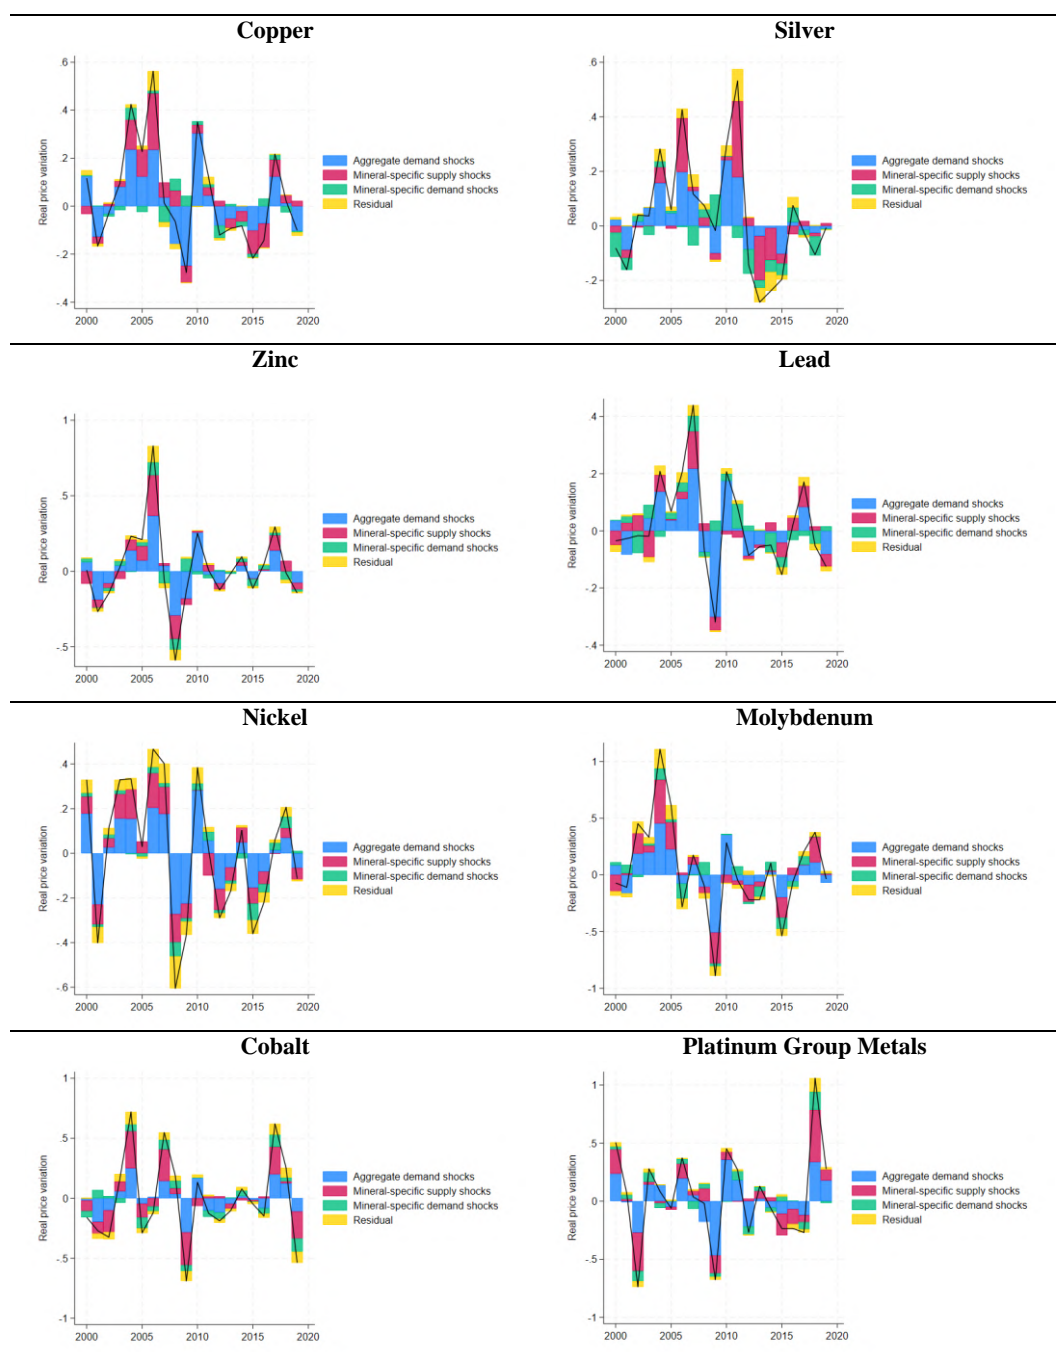 Copper
Silver
.6
.4
.2
0
-.2
-.4
Real price variation
2000 2005 2010 2015 2020
Aggregate demand shocks
Mineral-specific supply shocks
Mineral-specific demand shocks
Residual
.6
.4
.2
0
-.2
Real price variation
2000 2005 2010 2015 2020
Aggregate demand shocks
Mineral-specific supply shocks
Mineral-specific demand shocks
Residual
Zinc
Lead
1
.5
0
-.5
Real price variation
2000 2005 2010 2015 2020
Aggregate demand shocks
Mineral-specific supply shocks
Mineral-specific demand shocks
Residual
.4
.2
0
-.2
-.4
Real price variation
2000 2005 2010 2015 2020
Aggregate demand shocks
Mineral-specific supply shocks
Mineral-specific demand shocks
Residual
Nickel
Molybdenum
.4
.2
0
-.2
-.4
-.6
Real price variation
2000 2005 2010 2015 2020
Aggregate demand shocks
Mineral-specific supply shocks
Mineral-specific demand shocks
Residual
1
.5
0
-.5
-1
Real price variation
2000 2005 2010 2015 2020
Aggregate demand shocks
Mineral-specific supply shocks
Mineral-specific demand shocks
Residual
Cobalt
Platinum Group Metals
1
.5
0
-.5
-1
Real price variation
2000 2005 2010 2015 2020
Aggregate demand shocks
Mineral-specific supply shocks
Mineral-specific demand shocks
Residual
1
.5
0
-.5
-1
Real price variation
2000 2005 2010 2015 2020
Aggregate demand shocks
Mineral-specific supply shocks
Mineral-specific demand shocks
Residual